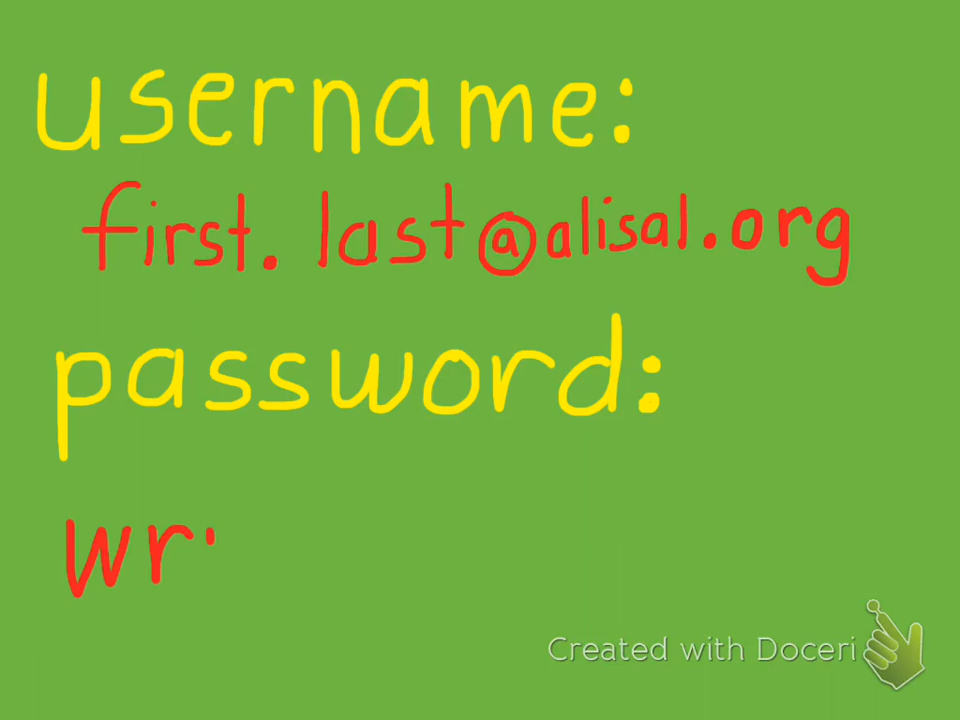 username:
first.last@alisal.org
password:
wr
Created with Doceri